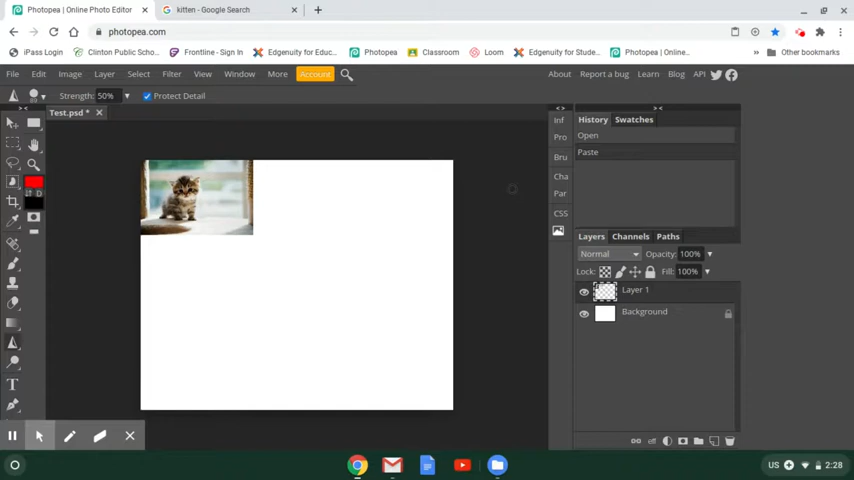 Photopea | Online Photo Editor
kitten - Google Search
photopea.com
iPass Login
Clinton Public School...
Frontline - Sign In
Edgenuity for Educ...
Photopea
Classroom
Loom
Edgenuity for Stude...
Photopea | Online...
Other bookmarks
File Edit Image Layer Select Filter View Window More Account
About Report a bug Learn Blog API
Strength: 50% Protect Detail
Test.psd *
Inf
Pro
Bru
Cha
Par
CSS
History Swatches
Open
Paste
Layers Channels Paths
Normal Opacity: 100%
Lock: Fill: 100%
Layer 1
Background
D
T
US 2:28